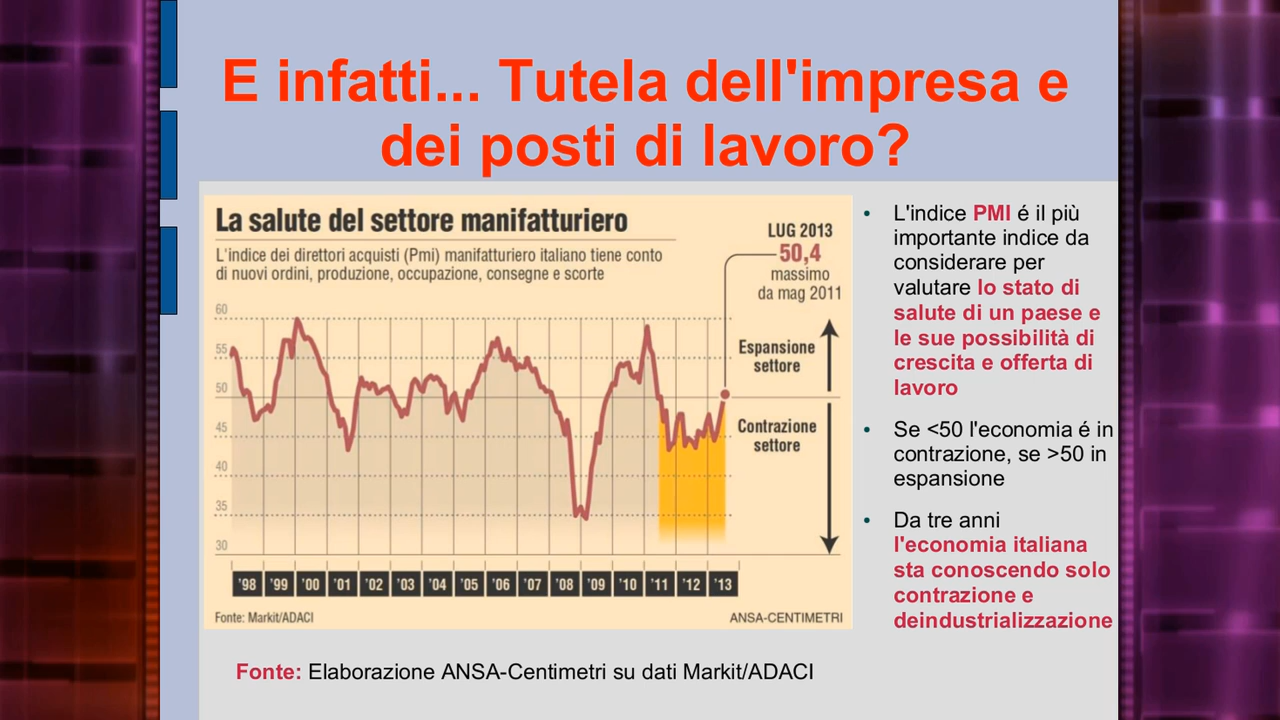 E infatti... Tutela dell'impresa e
dei posti di lavoro?
La salute del settore manifatturiero
L'indice dei direttori acquisti (Pmi) manifatturiero italiano tiene conto
di nuovi ordini, produzione, occupazione, consegne e scorte
LUG 2013
50,4
massimo
da mag 2011
60
55
50
45
40
35
30
Espansione
settore
Contrazione
settore
'98 '99 '00 '01 '02 '03 '04 '05 '06 '07 '08 '09 '10 '11 '12 '13
Fonte: Markit/ADACI
ANSA-CENTIMETRI
• L'indice PMI é il più
importante indice da
considerare per
valutare lo stato di
salute di un paese e
le sue possibilità di
crescita e offerta di
lavoro
• Se <50 l'economia é in
contrazione, se >50 in
espansione
• Da tre anni
l'economia italiana
sta conoscendo solo
contrazione e
deindustrializzazione
Fonte: Elaborazione ANSA-Centimetri su dati Markit/ADACI